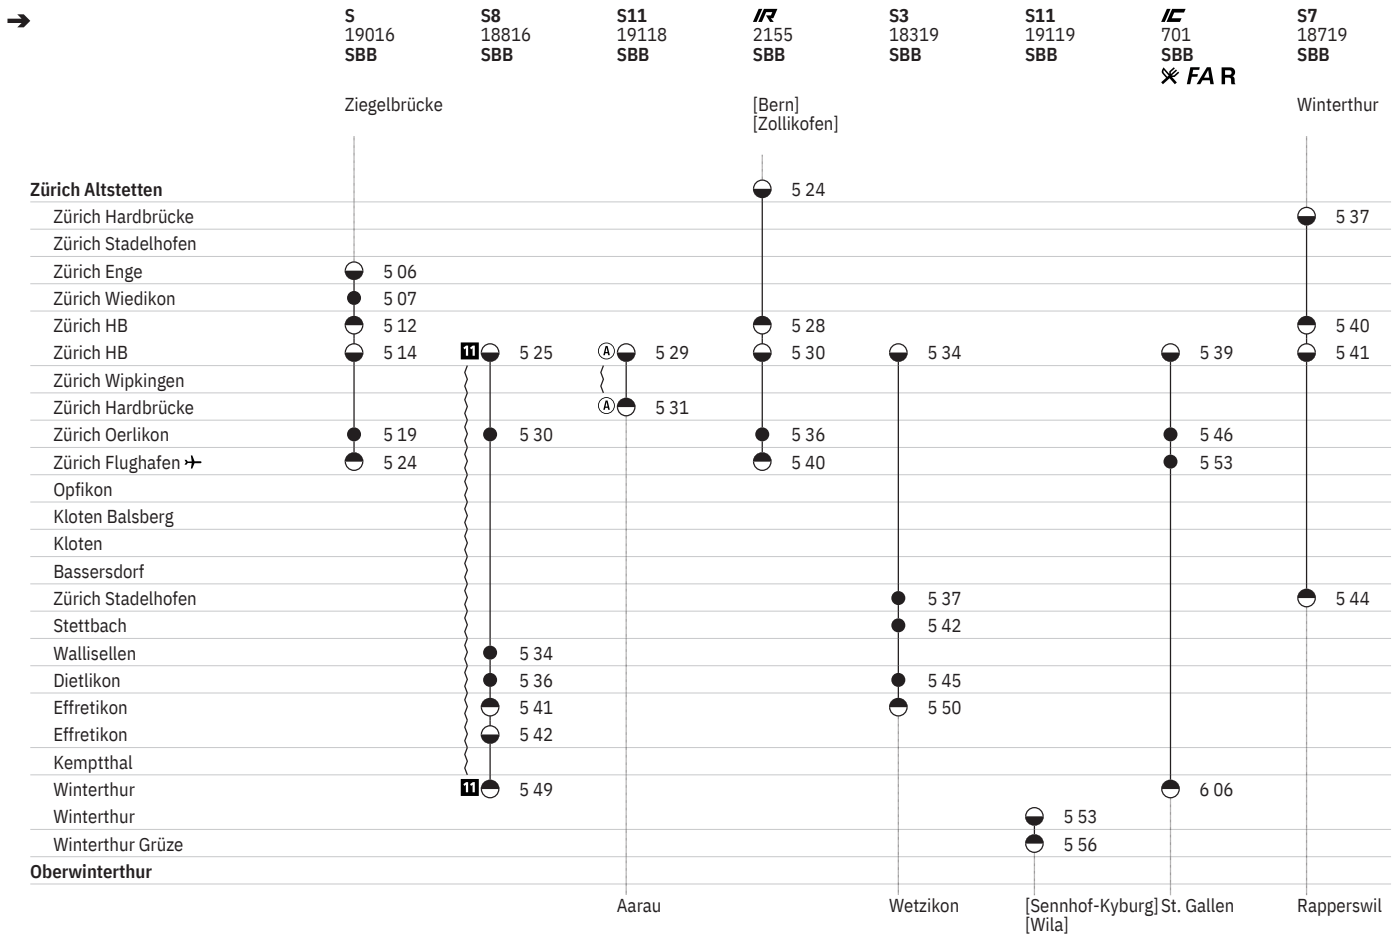 ➔ S S8 S11 IR S3 S11 IC S7
19016 18816 19118 2155 18319 19119 701 18719
SBB SBB SBB SBB SBB SBB SBB SBB
FA R
Ziegelbrücke [Bern] Winterthur
[Zollikofen]
Zürich Altstetten 5 24
Zürich Hardbrücke 5 37
Zürich Stadelhofen
Zürich Enge 5 06
Zürich Wiedikon 5 07
Zürich HB 5 12 5 28 5 40
Zürich HB 5 14 11 5 25 A 5 29 5 30 5 34 5 39 5 41
Zürich Wipkingen
Zürich Hardbrücke A 5 31
Zürich Oerlikon 5 19 5 30 5 36 5 46
Zürich Flughafen 5 24 5 40 5 53
Opfikon
Kloten Balsberg
Kloten
Bassersdorf
Zürich Stadelhofen 5 37 5 44
Stettbach 5 42
Wallisellen 5 34
Dietlikon 5 36 5 45
Effretikon 5 41 5 50
Effretikon 5 42
Kemptthal
Winterthur 11 5 49 6 06
Winterthur 5 53
Winterthur Grüze 5 56
Oberwinterthur
Aarau Wetzikon [Sennhof-Kyburg] St. Gallen Rapperswil
[Wila]